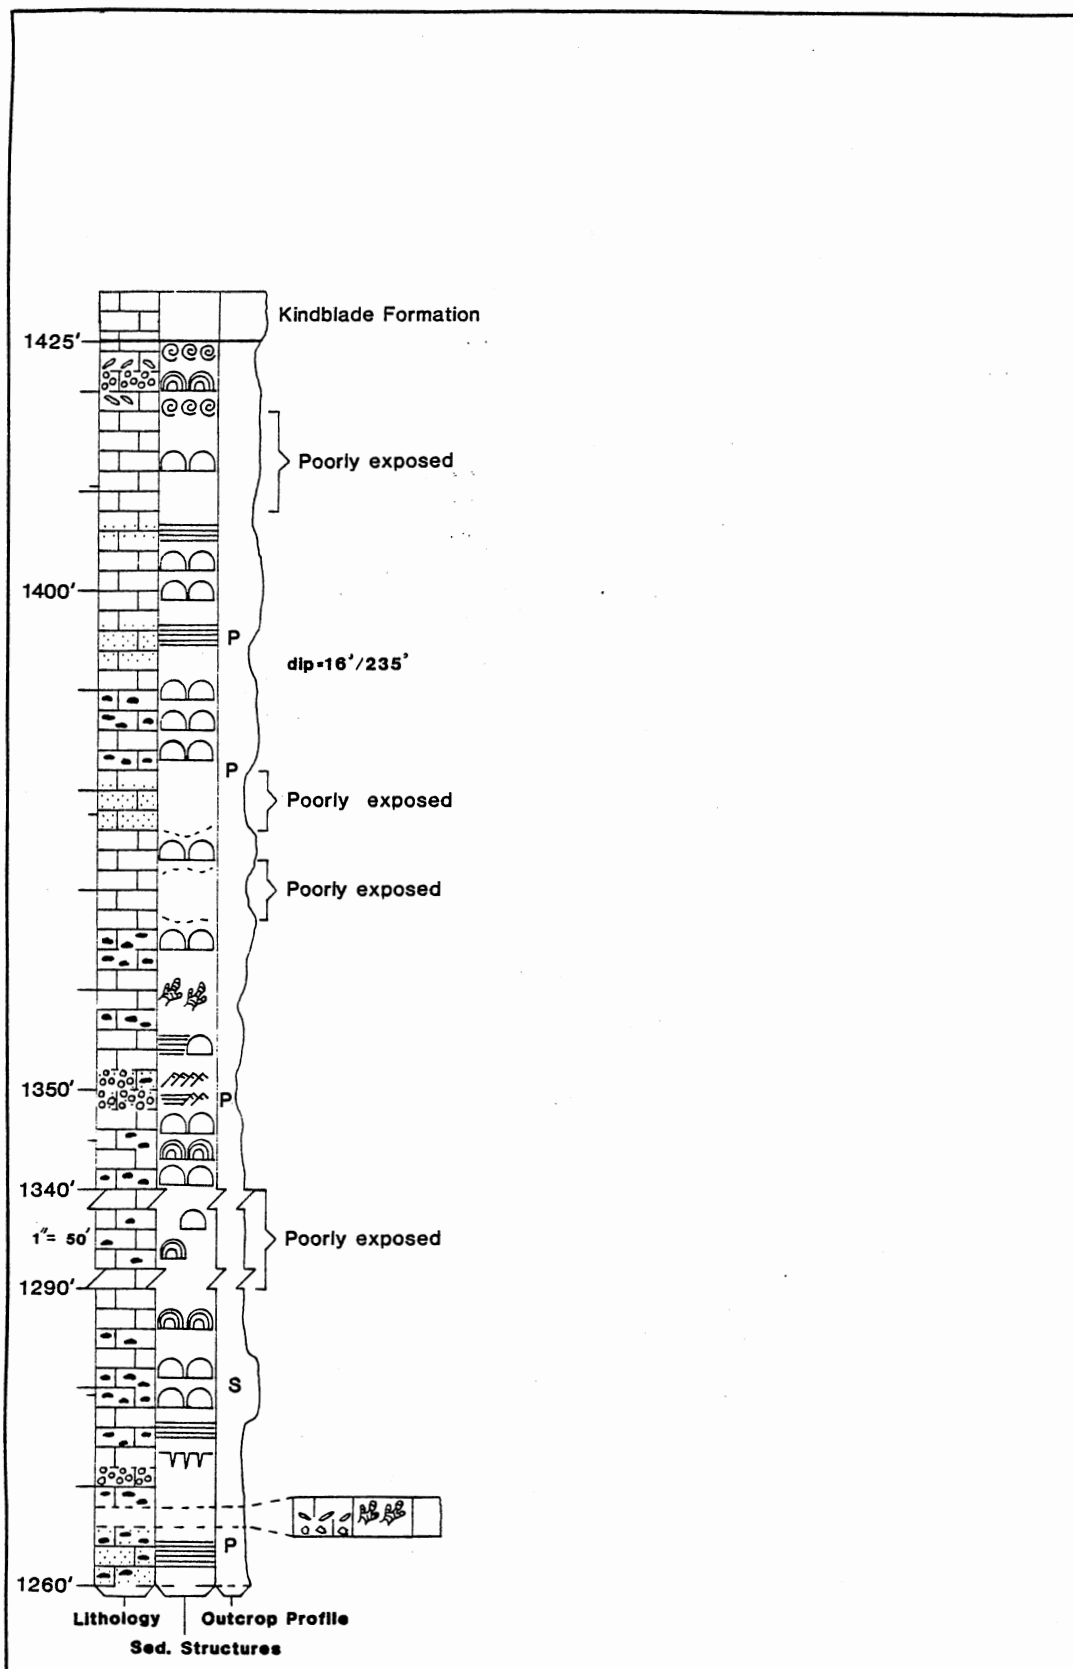 Kindblade Formation
1425'
Poorly exposed
1400'
P
dip=16°/235°
P
Poorly exposed
Poorly exposed
1350'
P
1340'
1"= 50'
Poorly exposed
1290'
S
P
1260'
Lithology
Outcrop Profile
Sed. Structures